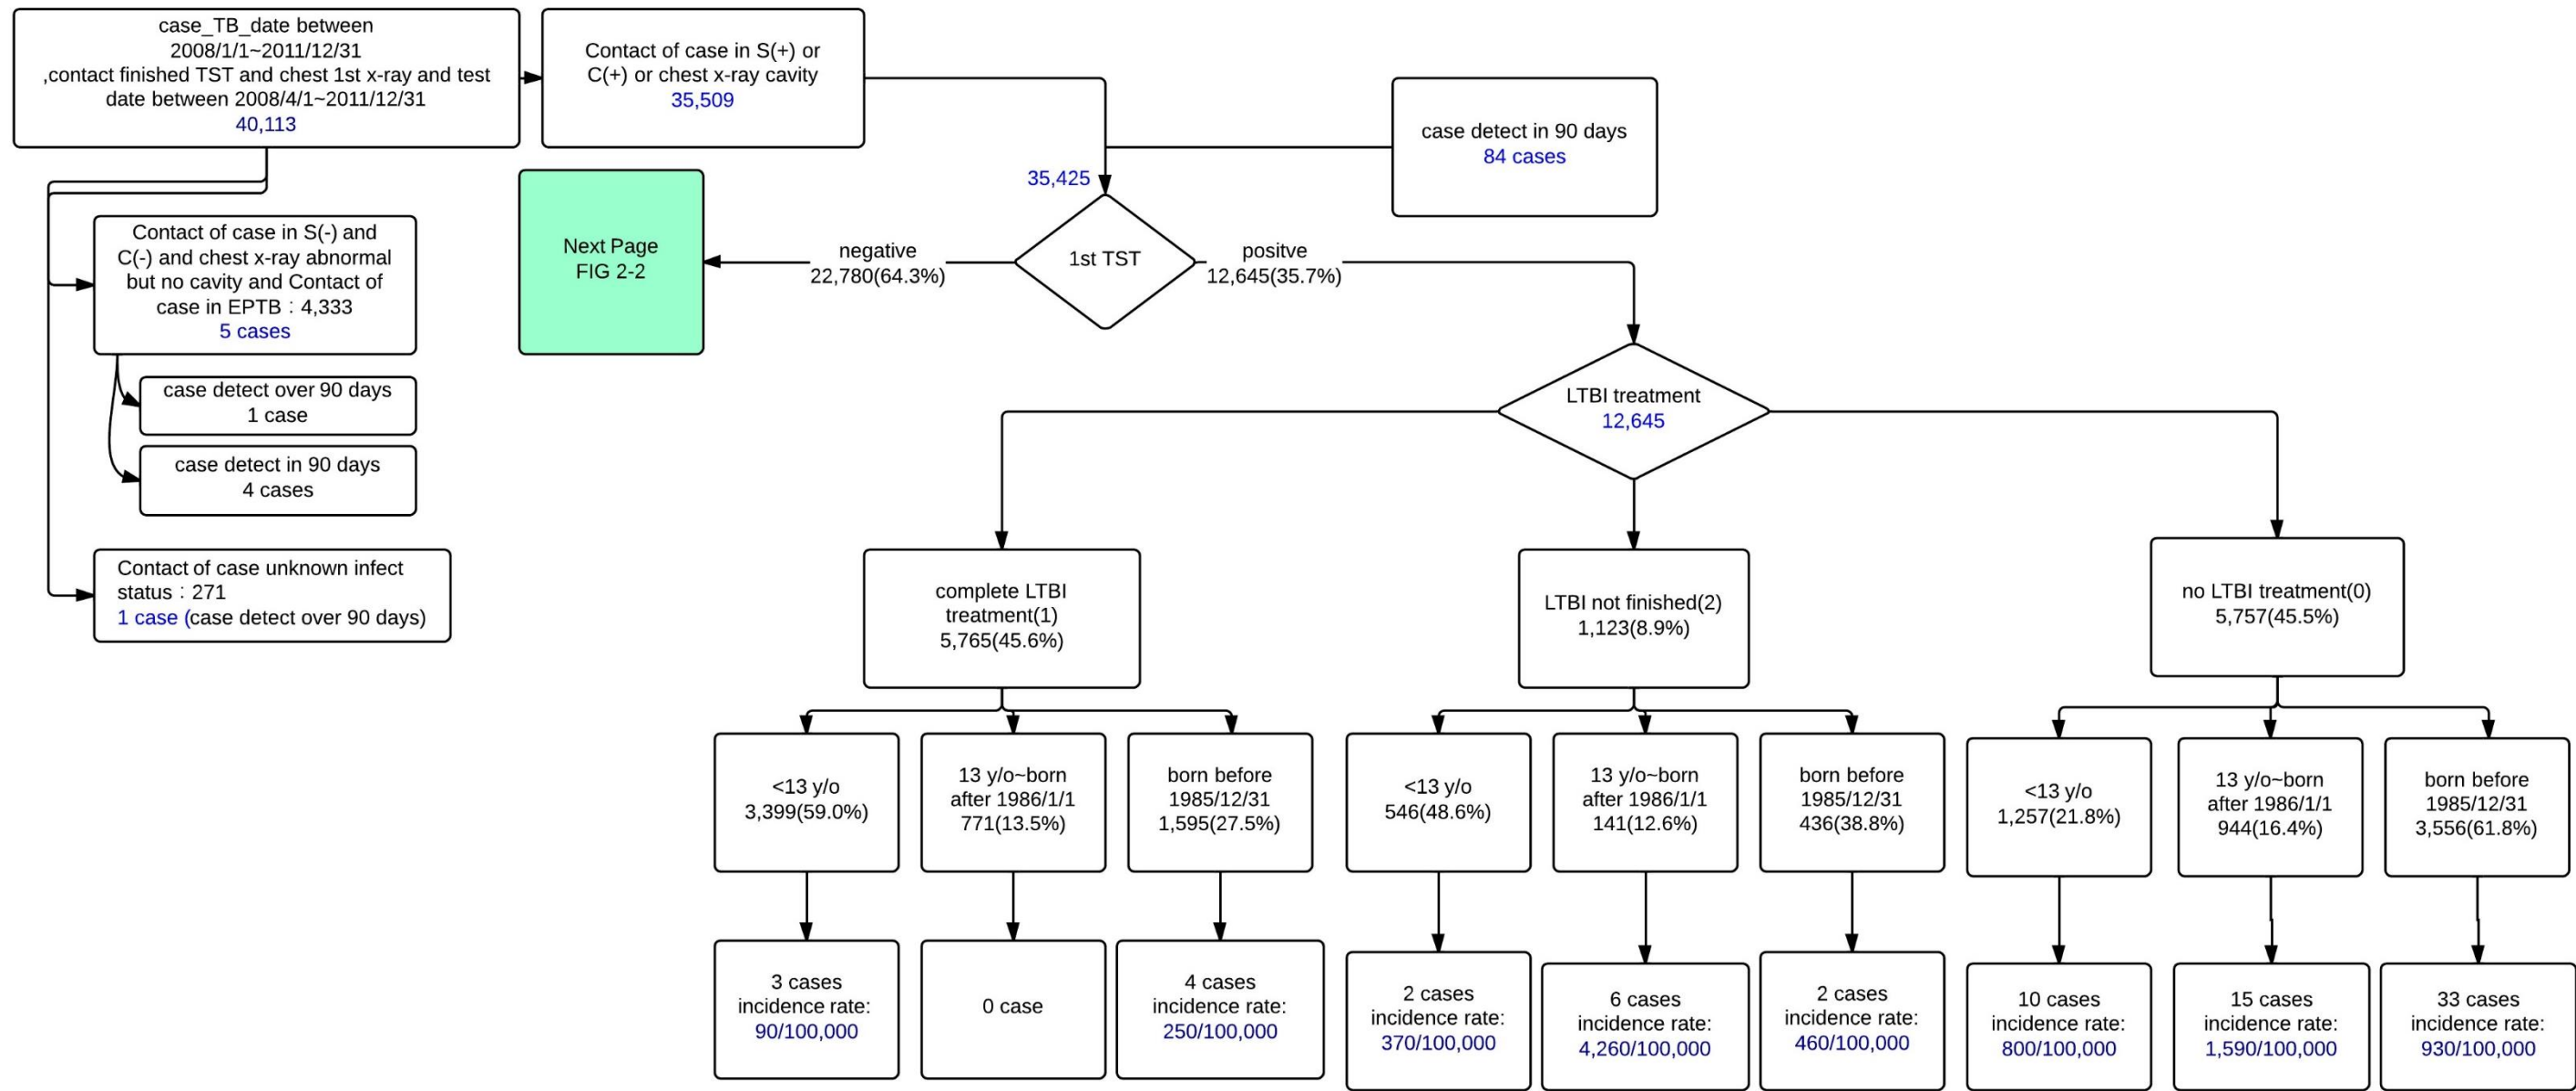 case_TB_date between
2008/1/1~2011/12/31
,contact finished TST and chest 1st x-ray and test
date between 2008/4/1~2011/12/31
40,113
Contact of case in S(+) or
C(+) or chest x-ray cavity
35,509
case detect in 90 days
84 cases
35,425
1st TST
negative
22,780(64.3%)
positve
12,645(35.7%)
Next Page
FIG 2-2
Contact of case in S(-) and
C(-) and chest x-ray abnormal
but no cavity and Contact of
case in EPTB：4,333
5 cases
case detect over 90 days
1 case
case detect in 90 days
4 cases
Contact of case unknown infect
status：271
1 case (case detect over 90 days)
LTBI treatment
12,645
complete LTBI
treatment(1)
5,765(45.6%)
LTBI not finished(2)
1,123(8.9%)
no LTBI treatment(0)
5,757(45.5%)
<13 y/o
3,399(59.0%)
13 y/o~born
after 1986/1/1
771(13.5%)
born before
1985/12/31
1,595(27.5%)
<13 y/o
546(48.6%)
13 y/o~born
after 1986/1/1
141(12.6%)
born before
1985/12/31
436(38.8%)
<13 y/o
1,257(21.8%)
13 y/o~born
after 1986/1/1
944(16.4%)
born before
1985/12/31
3,556(61.8%)
3 cases
incidence rate:
90/100,000
0 case
4 cases
incidence rate:
250/100,000
2 cases
incidence rate:
370/100,000
6 cases
incidence rate:
4,260/100,000
2 cases
incidence rate:
460/100,000
10 cases
incidence rate:
800/100,000
15 cases
incidence rate:
1,590/100,000
33 cases
incidence rate:
930/100,000